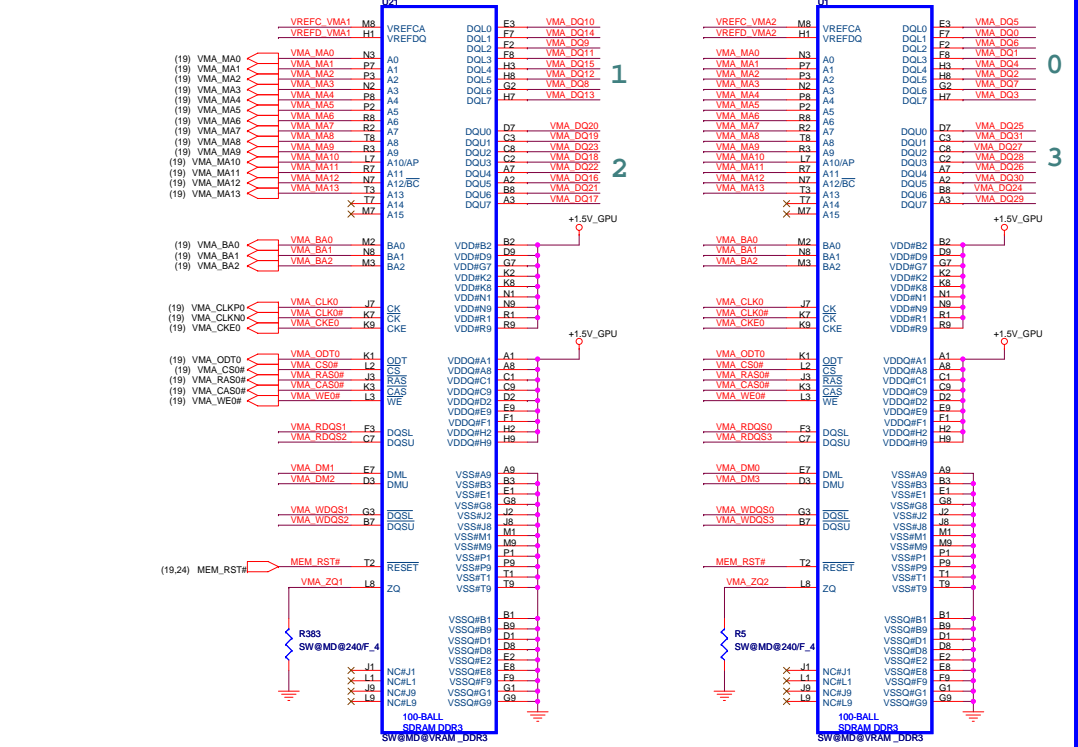 U21
VREFC_VMA1 M8 VREFCA DQL0 E3 VMA_DQ10
VREFD_VMA1 H1 VREFDQ DQL1 F7 VMA_DQ14
DQL2 F2 VMA_DQ9
(19) VMA_MA0 VMA_MA0 N3 A0 DQL3 F8 VMA_DQ11
(19) VMA_MA1 VMA_MA1 P7 A1 DQL4 H3 VMA_DQ15
(19) VMA_MA2 VMA_MA2 P3 A2 DQL5 H8 VMA_DQ12
1
(19) VMA_MA3 VMA_MA3 N2 A3 DQL6 G2 VMA_DQ8
(19) VMA_MA4 VMA_MA4 P8 A4 DQL7 H7 VMA_DQ13
(19) VMA_MA5 VMA_MA5 P2 A5
(19) VMA_MA6 VMA_MA6 R8 A6
(19) VMA_MA7 VMA_MA7 R2 A7 DQU0 D7 VMA_DQ20
(19) VMA_MA8 VMA_MA8 T8 A8 DQU1 C3 VMA_DQ19
(19) VMA_MA9 VMA_MA9 R3 A9 DQU2 C8 VMA_DQ23
(19) VMA_MA10 VMA_MA10 L7 A10/AP DQU3 C2 VMA_DQ18
(19) VMA_MA11 VMA_MA11 R7 A11 DQU4 A7 VMA_DQ22
2
(19) VMA_MA12 VMA_MA12 N7 A12/BC DQU5 A2 VMA_DQ16
(19) VMA_MA13 VMA_MA13 T3 A13 DQU6 B8 VMA_DQ21
T7 A14 DQU7 A3 VMA_DQ17
M7 A15
+1.5V_GPU
(19) VMA_BA0 VMA_BA0 M2 BA0 VDD#B2 B2
(19) VMA_BA1 VMA_BA1 N8 BA1 VDD#D9 D9
(19) VMA_BA2 VMA_BA2 M3 BA2 VDD#G7 G7
VDD#K2 K2
VDD#K8 K8
VDD#N1 N1
(19) VMA_CLKP0 VMA_CLK0 J7 CK VDD#N9 N9
(19) VMA_CLKN0 VMA_CLK0# K7 CK VDD#R1 R1
(19) VMA_CKE0 VMA_CKE0 K9 CKE VDD#R9 R9
+1.5V_GPU
(19) VMA_ODT0 VMA_ODT0 K1 ODT VDDQ#A1 A1
(19) VMA_CS0# VMA_CS0# L2 CS VDDQ#A8 A8
(19) VMA_RAS0# VMA_RAS0# J3 RAS VDDQ#C1 C1
(19) VMA_CAS0# VMA_CAS0# K3 CAS VDDQ#C9 C9
(19) VMA_WE0# VMA_WE0# L3 WE VDDQ#D2 D2
VDDQ#E9 E9
VDDQ#F1 F1
VMA_RDQS1 F3 DQSL VDDQ#H2 H2
VMA_RDQS2 C7 DQSU VDDQ#H9 H9
VMA_DM1 E7 DML VSS#A9 A9
VMA_DM2 D3 DMU VSS#B3 B3
VSS#E1 E1
VSS#G8 G8
VMA_WDQS1 G3 DQSL VSS#J2 J2
VMA_WDQS2 B7 DQSU VSS#J8 J8
VSS#M1 M1
VSS#M9 M9
VSS#P1 P1
(19,24) MEM_RST# MEM_RST# T2 RESET VSS#P9 P9
VSS#T1 T1
VMA_ZQ1 L8 ZQ VSS#T9 T9
VSSQ#B1 B1
VSSQ#B9 B9
R383
VSSQ#D1 D1
SW@MD@240/F_4
VSSQ#D8 D8
VSSQ#E2 E2
J1 NC#J1 VSSQ#E8 E8
L1 NC#L1 VSSQ#F9 F9
J9 NC#J9 VSSQ#G1 G1
L9 NC#L9 VSSQ#G9 G9
100-BALL
SDRAM DDR3
SW@MD@VRAM_DDR3
U1
VREFC_VMA2 M8 VREFCA DQL0 E3 VMA_DQ5
VREFD_VMA2 H1 VREFDQ DQL1 F7 VMA_DQ0
DQL2 F2 VMA_DQ6
VMA_MA0 N3 A0 DQL3 F8 VMA_DQ1
VMA_MA1 P7 A1 DQL4 H3 VMA_DQ4
0
VMA_MA2 P3 A2 DQL5 H8 VMA_DQ2
VMA_MA3 N2 A3 DQL6 G2 VMA_DQ7
VMA_MA4 P8 A4 DQL7 H7 VMA_DQ3
VMA_MA5 P2 A5
VMA_MA6 R8 A6
VMA_MA7 R2 A7 DQU0 D7 VMA_DQ25
VMA_MA8 T8 A8 DQU1 C3 VMA_DQ31
VMA_MA9 R3 A9 DQU2 C8 VMA_DQ27
VMA_MA10 L7 A10/AP DQU3 C2 VMA_DQ28
3
VMA_MA11 R7 A11 DQU4 A7 VMA_DQ26
VMA_MA12 N7 A12/BC DQU5 A2 VMA_DQ30
VMA_MA13 T3 A13 DQU6 B8 VMA_DQ24
T7 A14 DQU7 A3 VMA_DQ29
M7 A15
+1.5V_GPU
VMA_BA0 M2 BA0 VDD#B2 B2
VMA_BA1 N8 BA1 VDD#D9 D9
VMA_BA2 M3 BA2 VDD#G7 G7
VDD#K2 K2
VDD#K8 K8
VDD#N1 N1
VMA_CLK0 J7 CK VDD#N9 N9
VMA_CLK0# K7 CK VDD#R1 R1
VMA_CKE0 K9 CKE VDD#R9 R9
+1.5V_GPU
VMA_ODT0 K1 ODT VDDQ#A1 A1
VMA_CS0# L2 CS VDDQ#A8 A8
VMA_RAS0# J3 RAS VDDQ#C1 C1
VMA_CAS0# K3 CAS VDDQ#C9 C9
VMA_WE0# L3 WE VDDQ#D2 D2
VDDQ#E9 E9
VDDQ#F1 F1
VMA_RDQS0 F3 DQSL VDDQ#H2 H2
VMA_RDQS3 C7 DQSU VDDQ#H9 H9
VMA_DM0 E7 DML VSS#A9 A9
VMA_DM3 D3 DMU VSS#B3 B3
VSS#E1 E1
VSS#G8 G8
VMA_WDQS0 G3 DQSL VSS#J2 J2
VMA_WDQS3 B7 DQSU VSS#J8 J8
VSS#M1 M1
VSS#M9 M9
VSS#P1 P1
MEM_RST# T2 RESET VSS#P9 P9
VSS#T1 T1
VMA_ZQ2 L8 ZQ VSS#T9 T9
VSSQ#B1 B1
VSSQ#B9 B9
R5
VSSQ#D1 D1
SW@MD@240/F_4
VSSQ#D8 D8
VSSQ#E2 E2
J1 NC#J1 VSSQ#E8 E8
L1 NC#L1 VSSQ#F9 F9
J9 NC#J9 VSSQ#G1 G1
L9 NC#L9 VSSQ#G9 G9
100-BALL
SDRAM DDR3
SW@MD@VRAM_DDR3